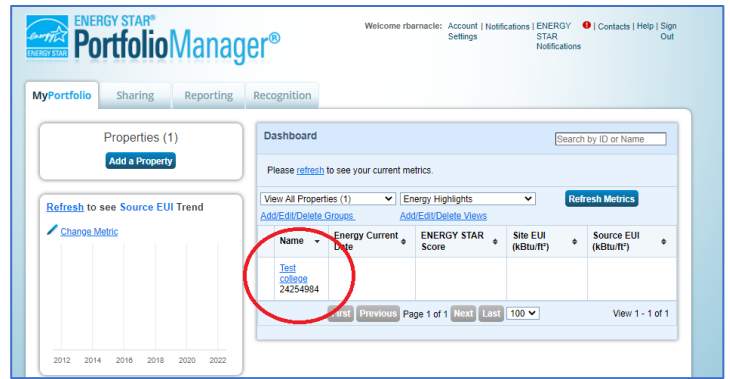 ENERGY STAR®
PortfolioManager®
energy
ENERGY STAR
Welcome rbarnacle: Account Settings | Notifications | ENERGY STAR Notifications | Contacts | Help | Sign Out
MyPortfolio Sharing Reporting Recognition
Properties (1)
Add a Property
Refresh to see Source EUI Trend
Change Metric
2012 2014 2016 2018 2020 2022
Dashboard
Search by ID or Name
Please refresh to see your current metrics.
View All Properties (1) Energy Highlights Refresh Metrics
Add/Edit/Delete Groups Add/Edit/Delete Views
Name Energy Current Date ENERGY STAR Score Site EUI (kBtu/ft²) Source EUI (kBtu/ft²)
Test
college
24254984
First Previous Page 1 of 1 Next Last 100 View 1 - 1 of 1